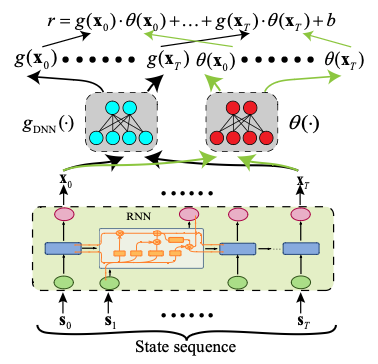 r = g(x₀)·θ(x₀)+...+g(x_T)·θ(x_T)+b
g(x₀) •••••• g(x_T) θ(x₀) •••••• θ(x_T)
g_DNN(·) θ(·)
x₀ •••••• x_T
RNN
s₀ s₁ •••••• s_T
State sequence